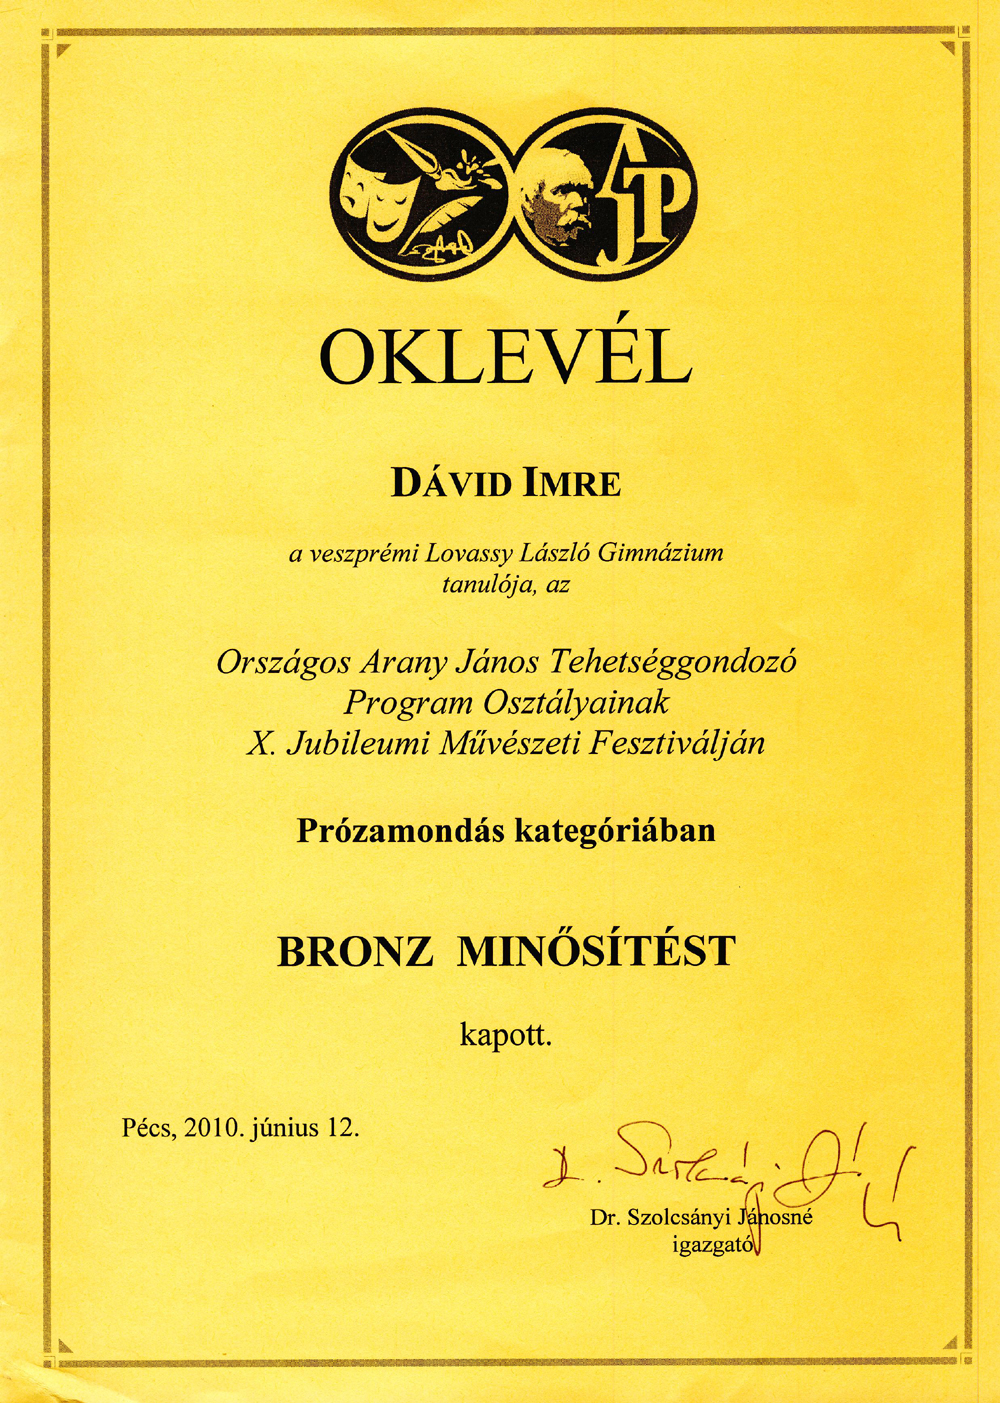 AJTP
OKLEVÉL
DÁVID IMRE
a veszprémi Lovassy László Gimnázium
tanulója, az
Országos Arany János Tehetséggondozó
Program Osztályainak
X. Jubileumi Művészeti Fesztiválján
Prózamondás kategóriában
BRONZ MINŐSÍTÉST
kapott.
Pécs, 2010. június 12.
Dr. Szolcsányi Jánosné
igazgató